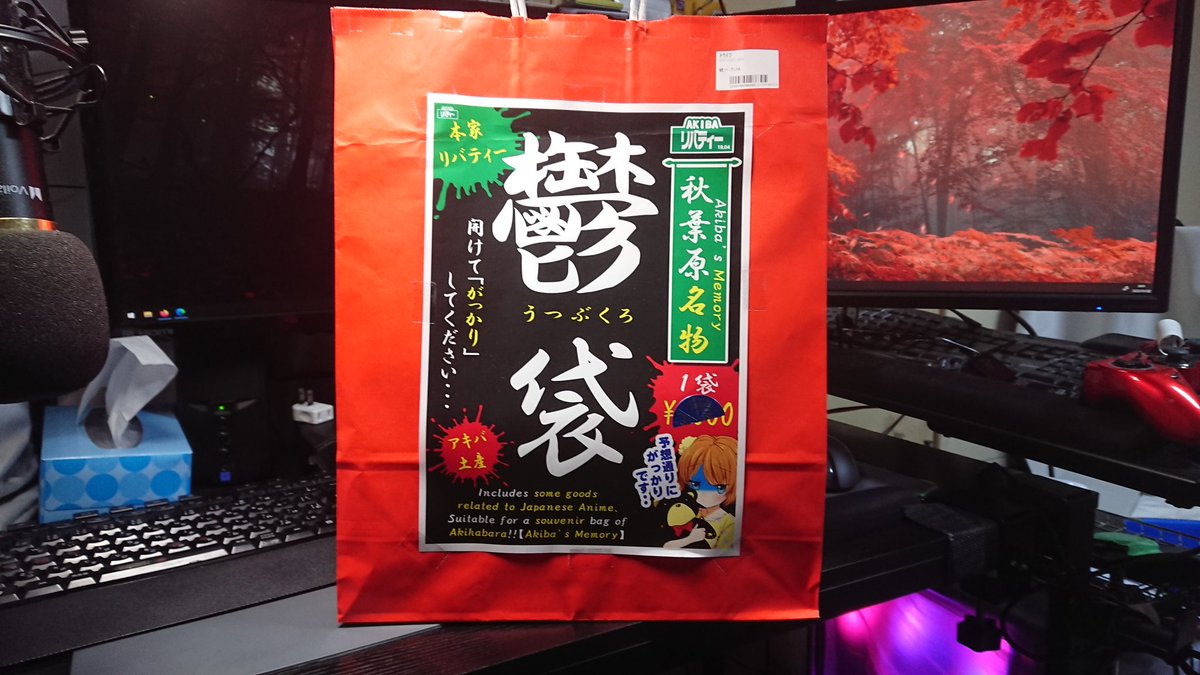 本家
リバティー
鬱
うつぶくろ
袋
開けて「がっかり」
してください・・・
アキバ
土産
AKIBA
リバティー
秋葉原名物
Akiba's Memory
1袋
予想通りに
がっかり
です・・
Includes some goods
related to Japanese Anime.
Suitable for a souvenir bag of
Akihabara!!【Akiba's Memory】